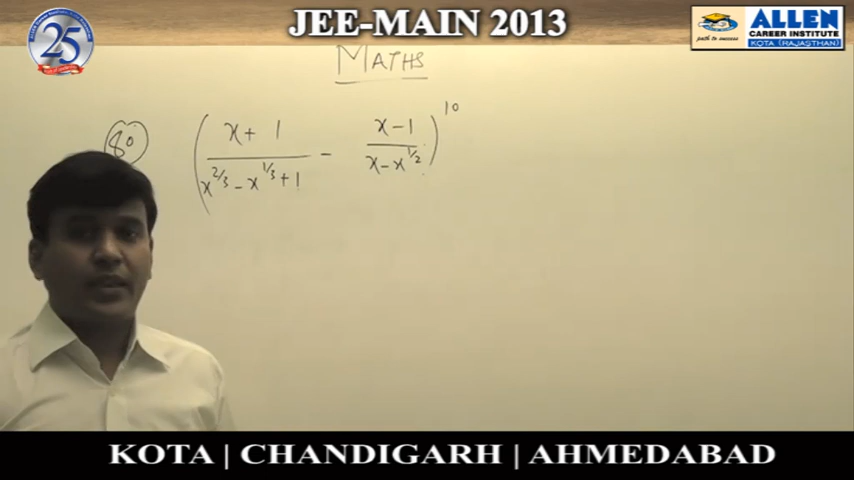 JEE-MAIN 2013
25
path to success
ALLEN
CAREER INSTITUTE
KOTA (RAJASTHAN)
MATHS
80
(x+1 / x^2/3 - x^1/3 + 1 - x-1 / x-x^1/2)^10
KOTA | CHANDIGARH | AHMEDABAD